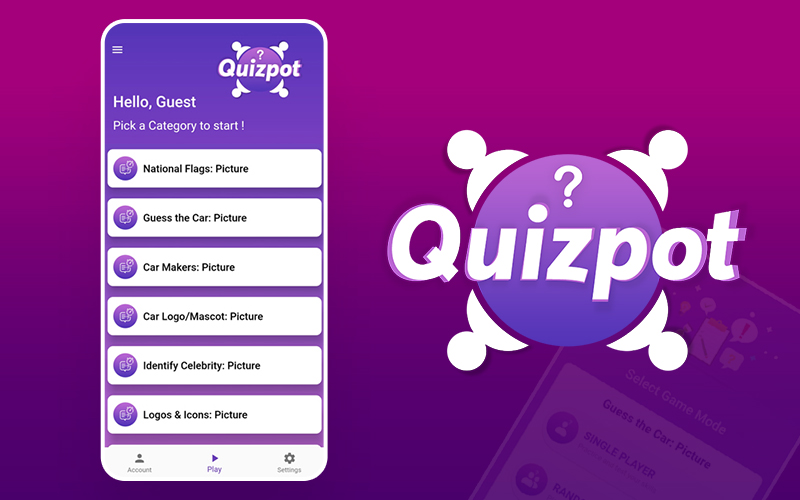 ?
Quizpot
Hello, Guest
Pick a Category to start !
National Flags: Picture
Guess the Car: Picture
Car Makers: Picture
Car Logo/Mascot: Picture
Identify Celebrity: Picture
Logos & Icons: Picture
Account
Play
Settings
?
Quizpot
Select Game Mode
Guess the Car: Picture
SINGLE PLAYER
RAND